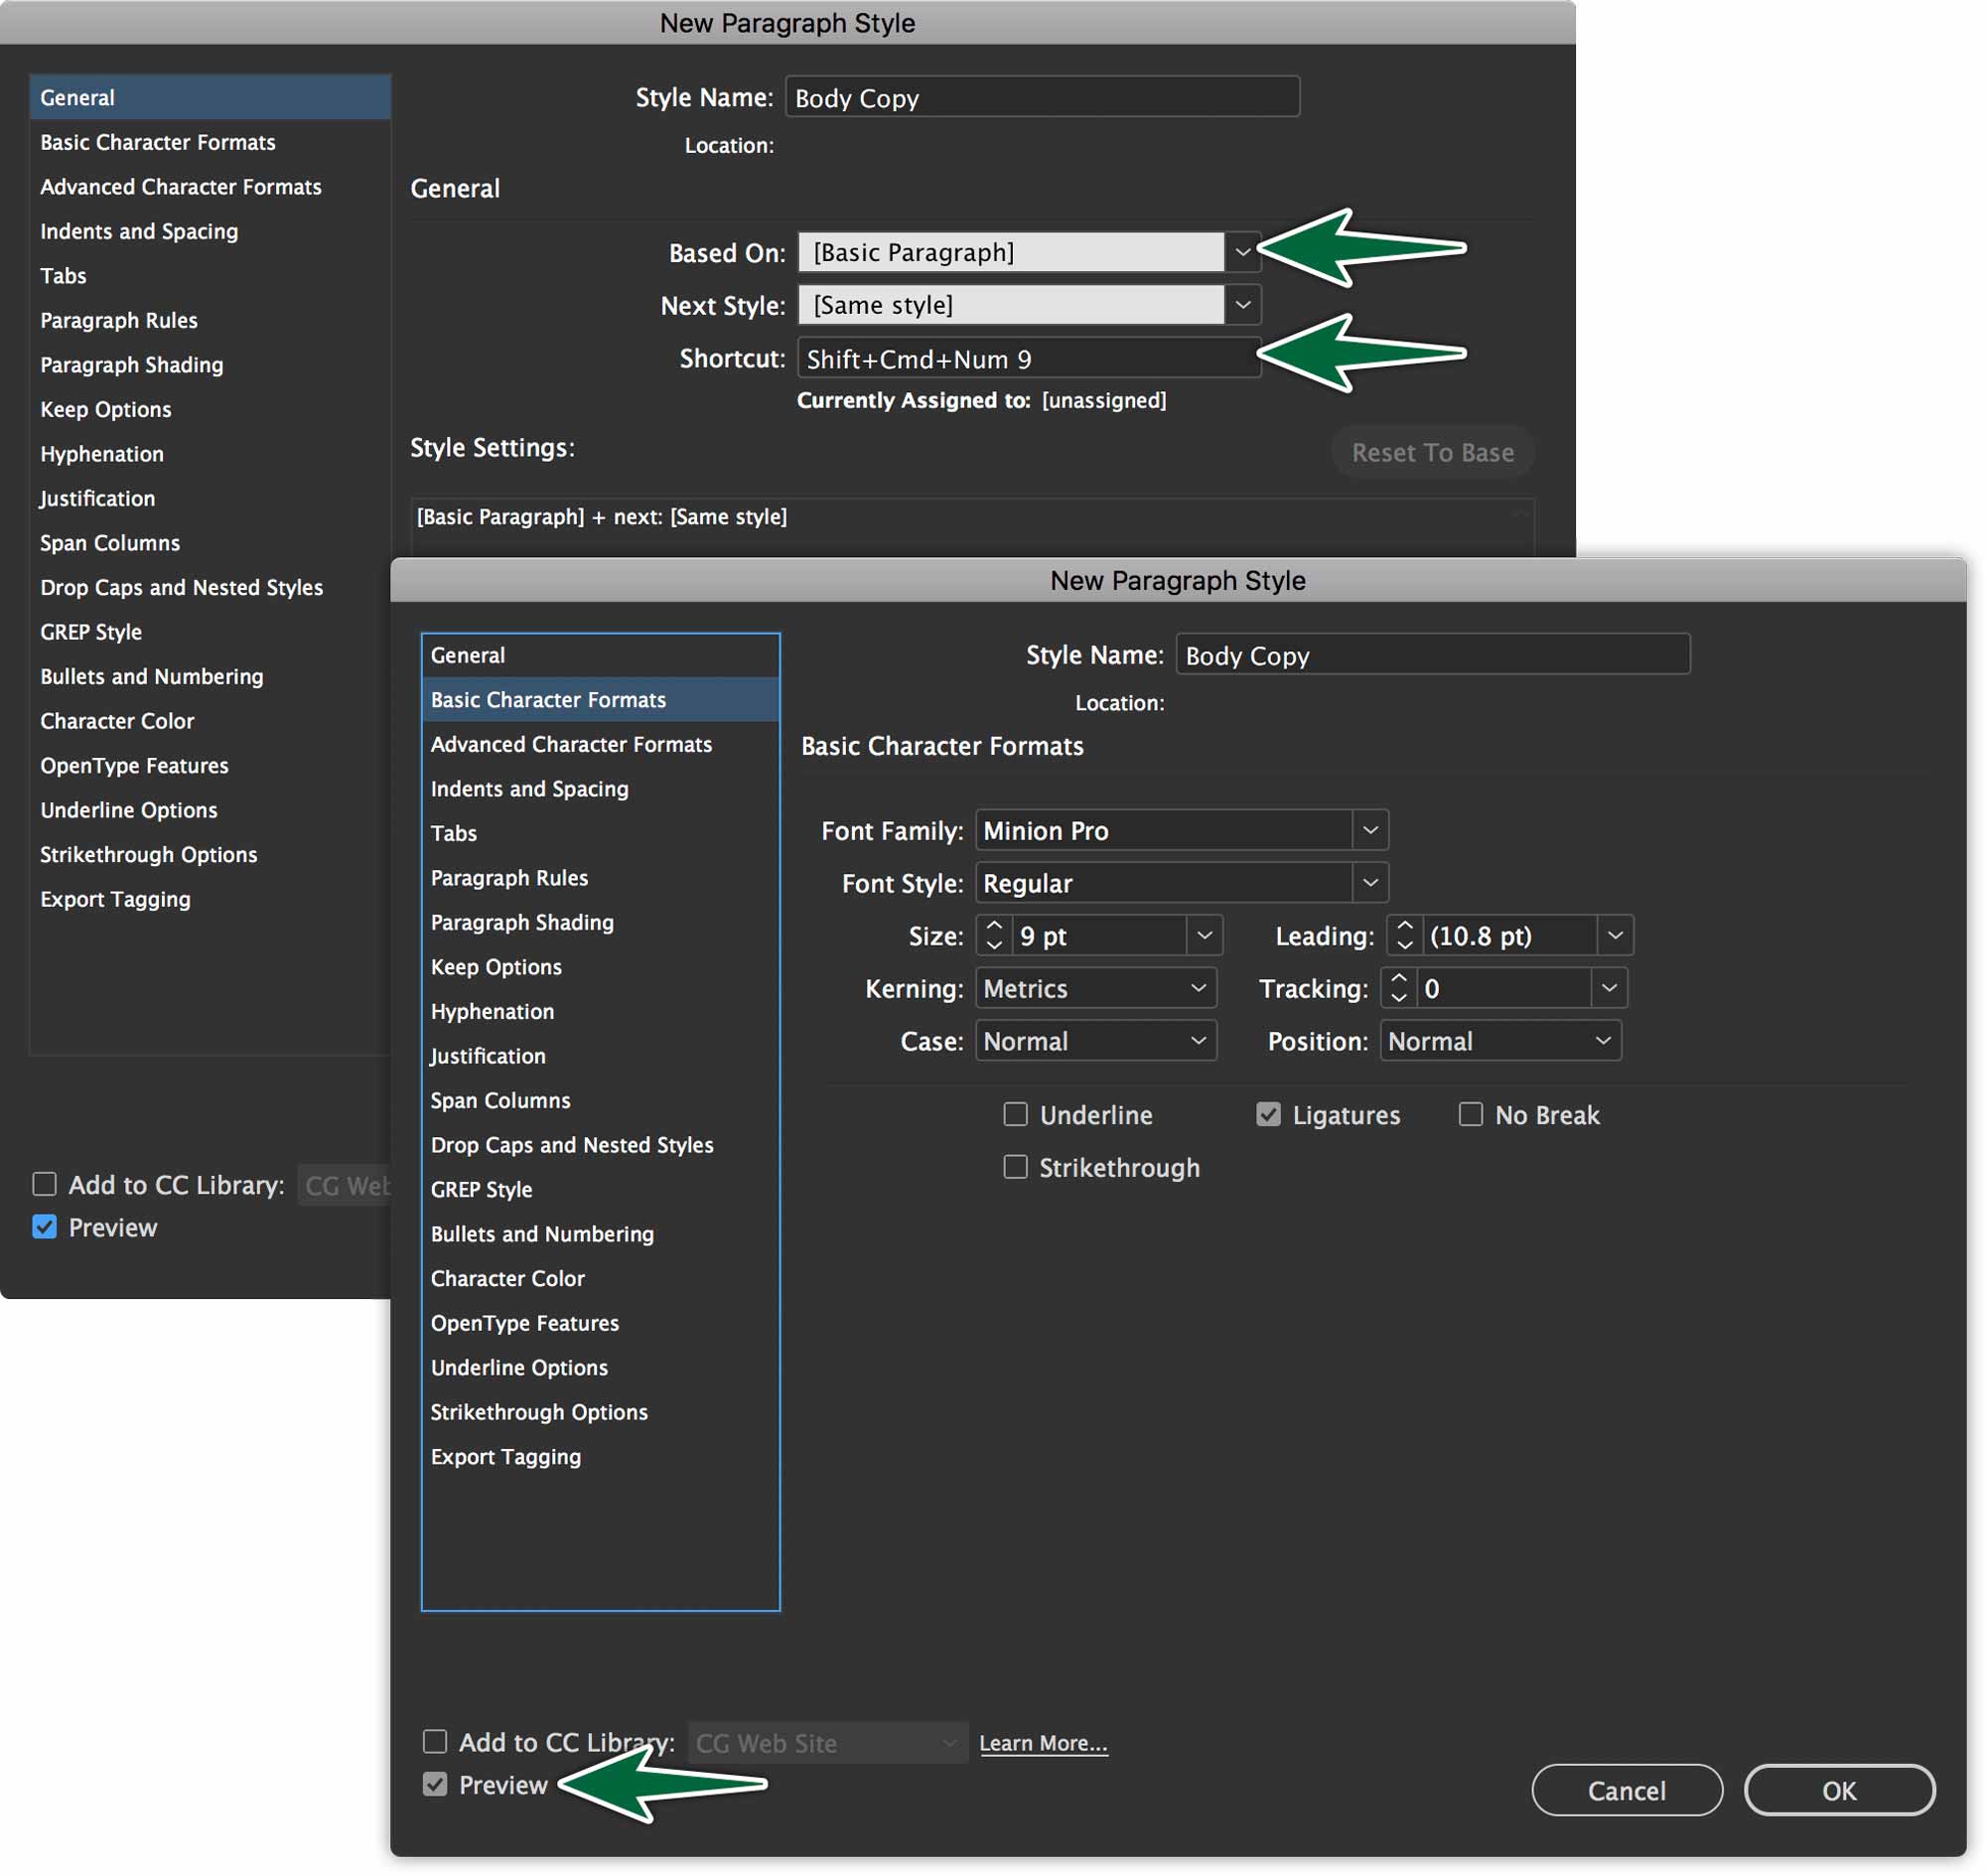 New Paragraph Style
General
Basic Character Formats
Advanced Character Formats
Indents and Spacing
Tabs
Paragraph Rules
Paragraph Shading
Keep Options
Hyphenation
Justification
Span Columns
Drop Caps and Nested Styles
GREP Style
Bullets and Numbering
Character Color
OpenType Features
Underline Options
Strikethrough Options
Export Tagging
Style Name: Body Copy
Location:
General
Based On: [Basic Paragraph]
Next Style: [Same style]
Shortcut: Shift+Cmd+Num 9
Currently Assigned to: [unassigned]
Style Settings: Reset To Base
[Basic Paragraph] + next: [Same style]
Add to CC Library: CG Web
Preview
New Paragraph Style
General
Basic Character Formats
Advanced Character Formats
Indents and Spacing
Tabs
Paragraph Rules
Paragraph Shading
Keep Options
Hyphenation
Justification
Span Columns
Drop Caps and Nested Styles
GREP Style
Bullets and Numbering
Character Color
OpenType Features
Underline Options
Strikethrough Options
Export Tagging
Style Name: Body Copy
Location:
Basic Character Formats
Font Family: Minion Pro
Font Style: Regular
Size: 9 pt Leading: (10.8 pt)
Kerning: Metrics Tracking: 0
Case: Normal Position: Normal
Underline Ligatures No Break
Strikethrough
Add to CC Library: CG Web Site Learn More...
Preview
Cancel OK